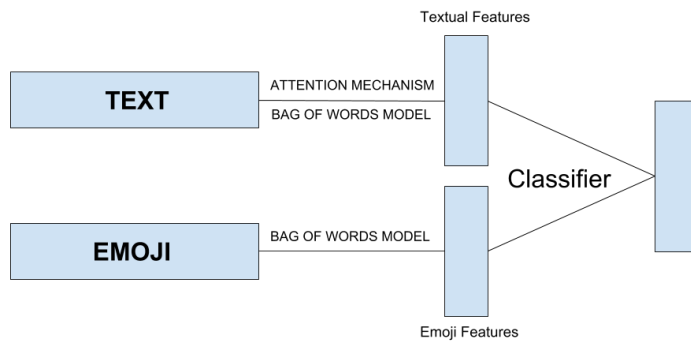 Textual Features
ATTENTION MECHANISM
TEXT
BAG OF WORDS MODEL
Classifier
BAG OF WORDS MODEL
EMOJI
Emoji Features